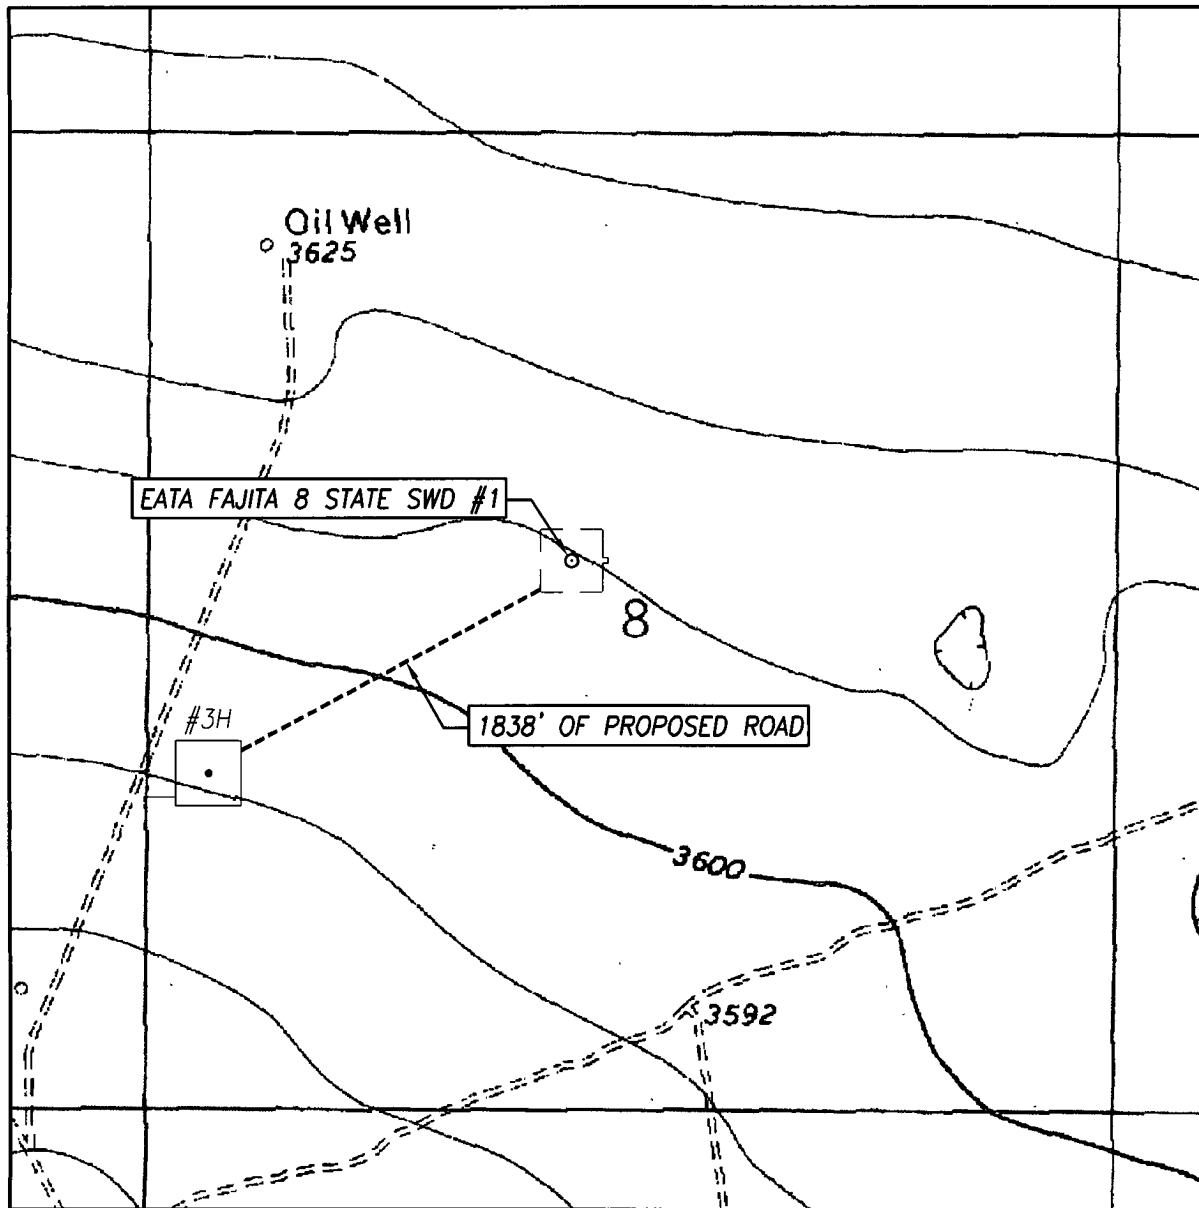 Oil Well
3625
EATA FAJITA 8 STATE SWD #1
8
#3H
1838' OF PROPOSED ROAD
3600
3592